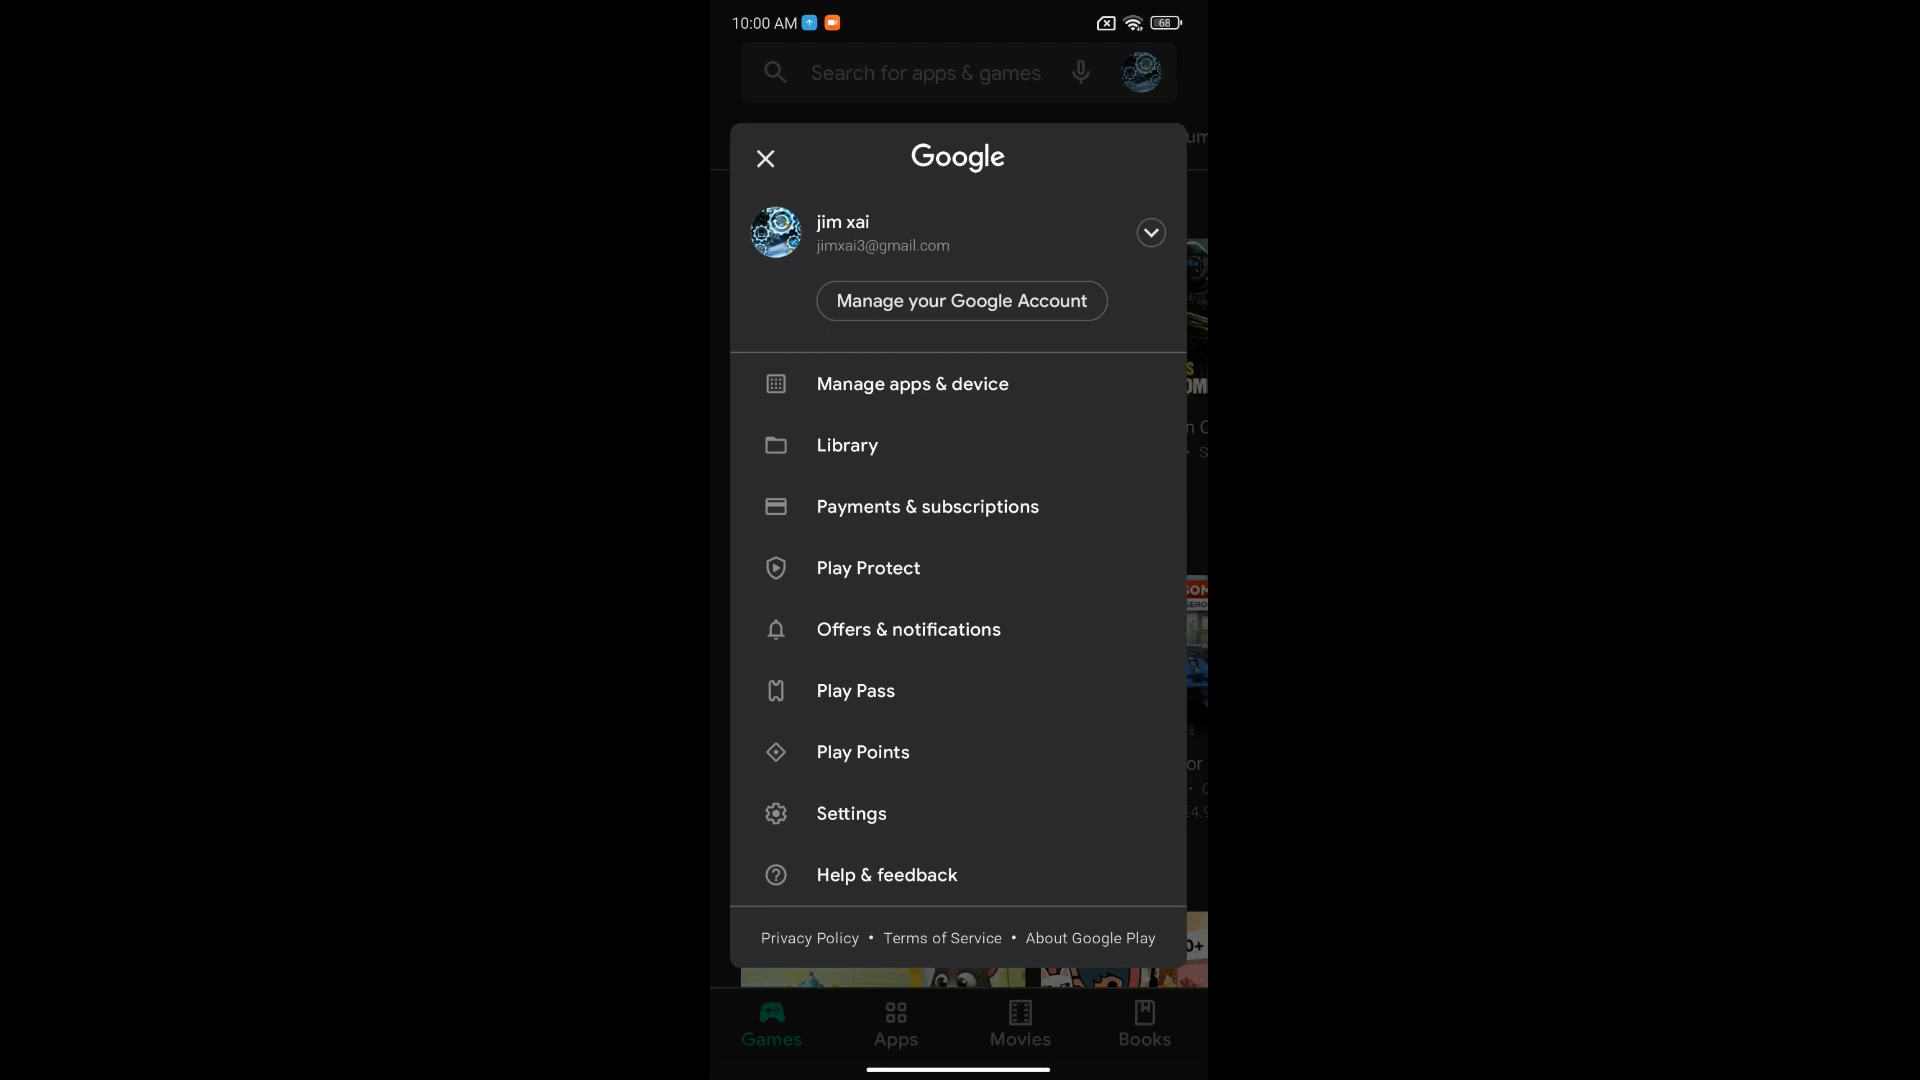 10:00 AM
68
Search for apps & games
Google
jim xai
jimxai3@gmail.com
Manage your Google Account
Manage apps & device
Library
Payments & subscriptions
Play Protect
Offers & notifications
Play Pass
Play Points
Settings
Help & feedback
Privacy Policy • Terms of Service • About Google Play
Games Apps Movies Books